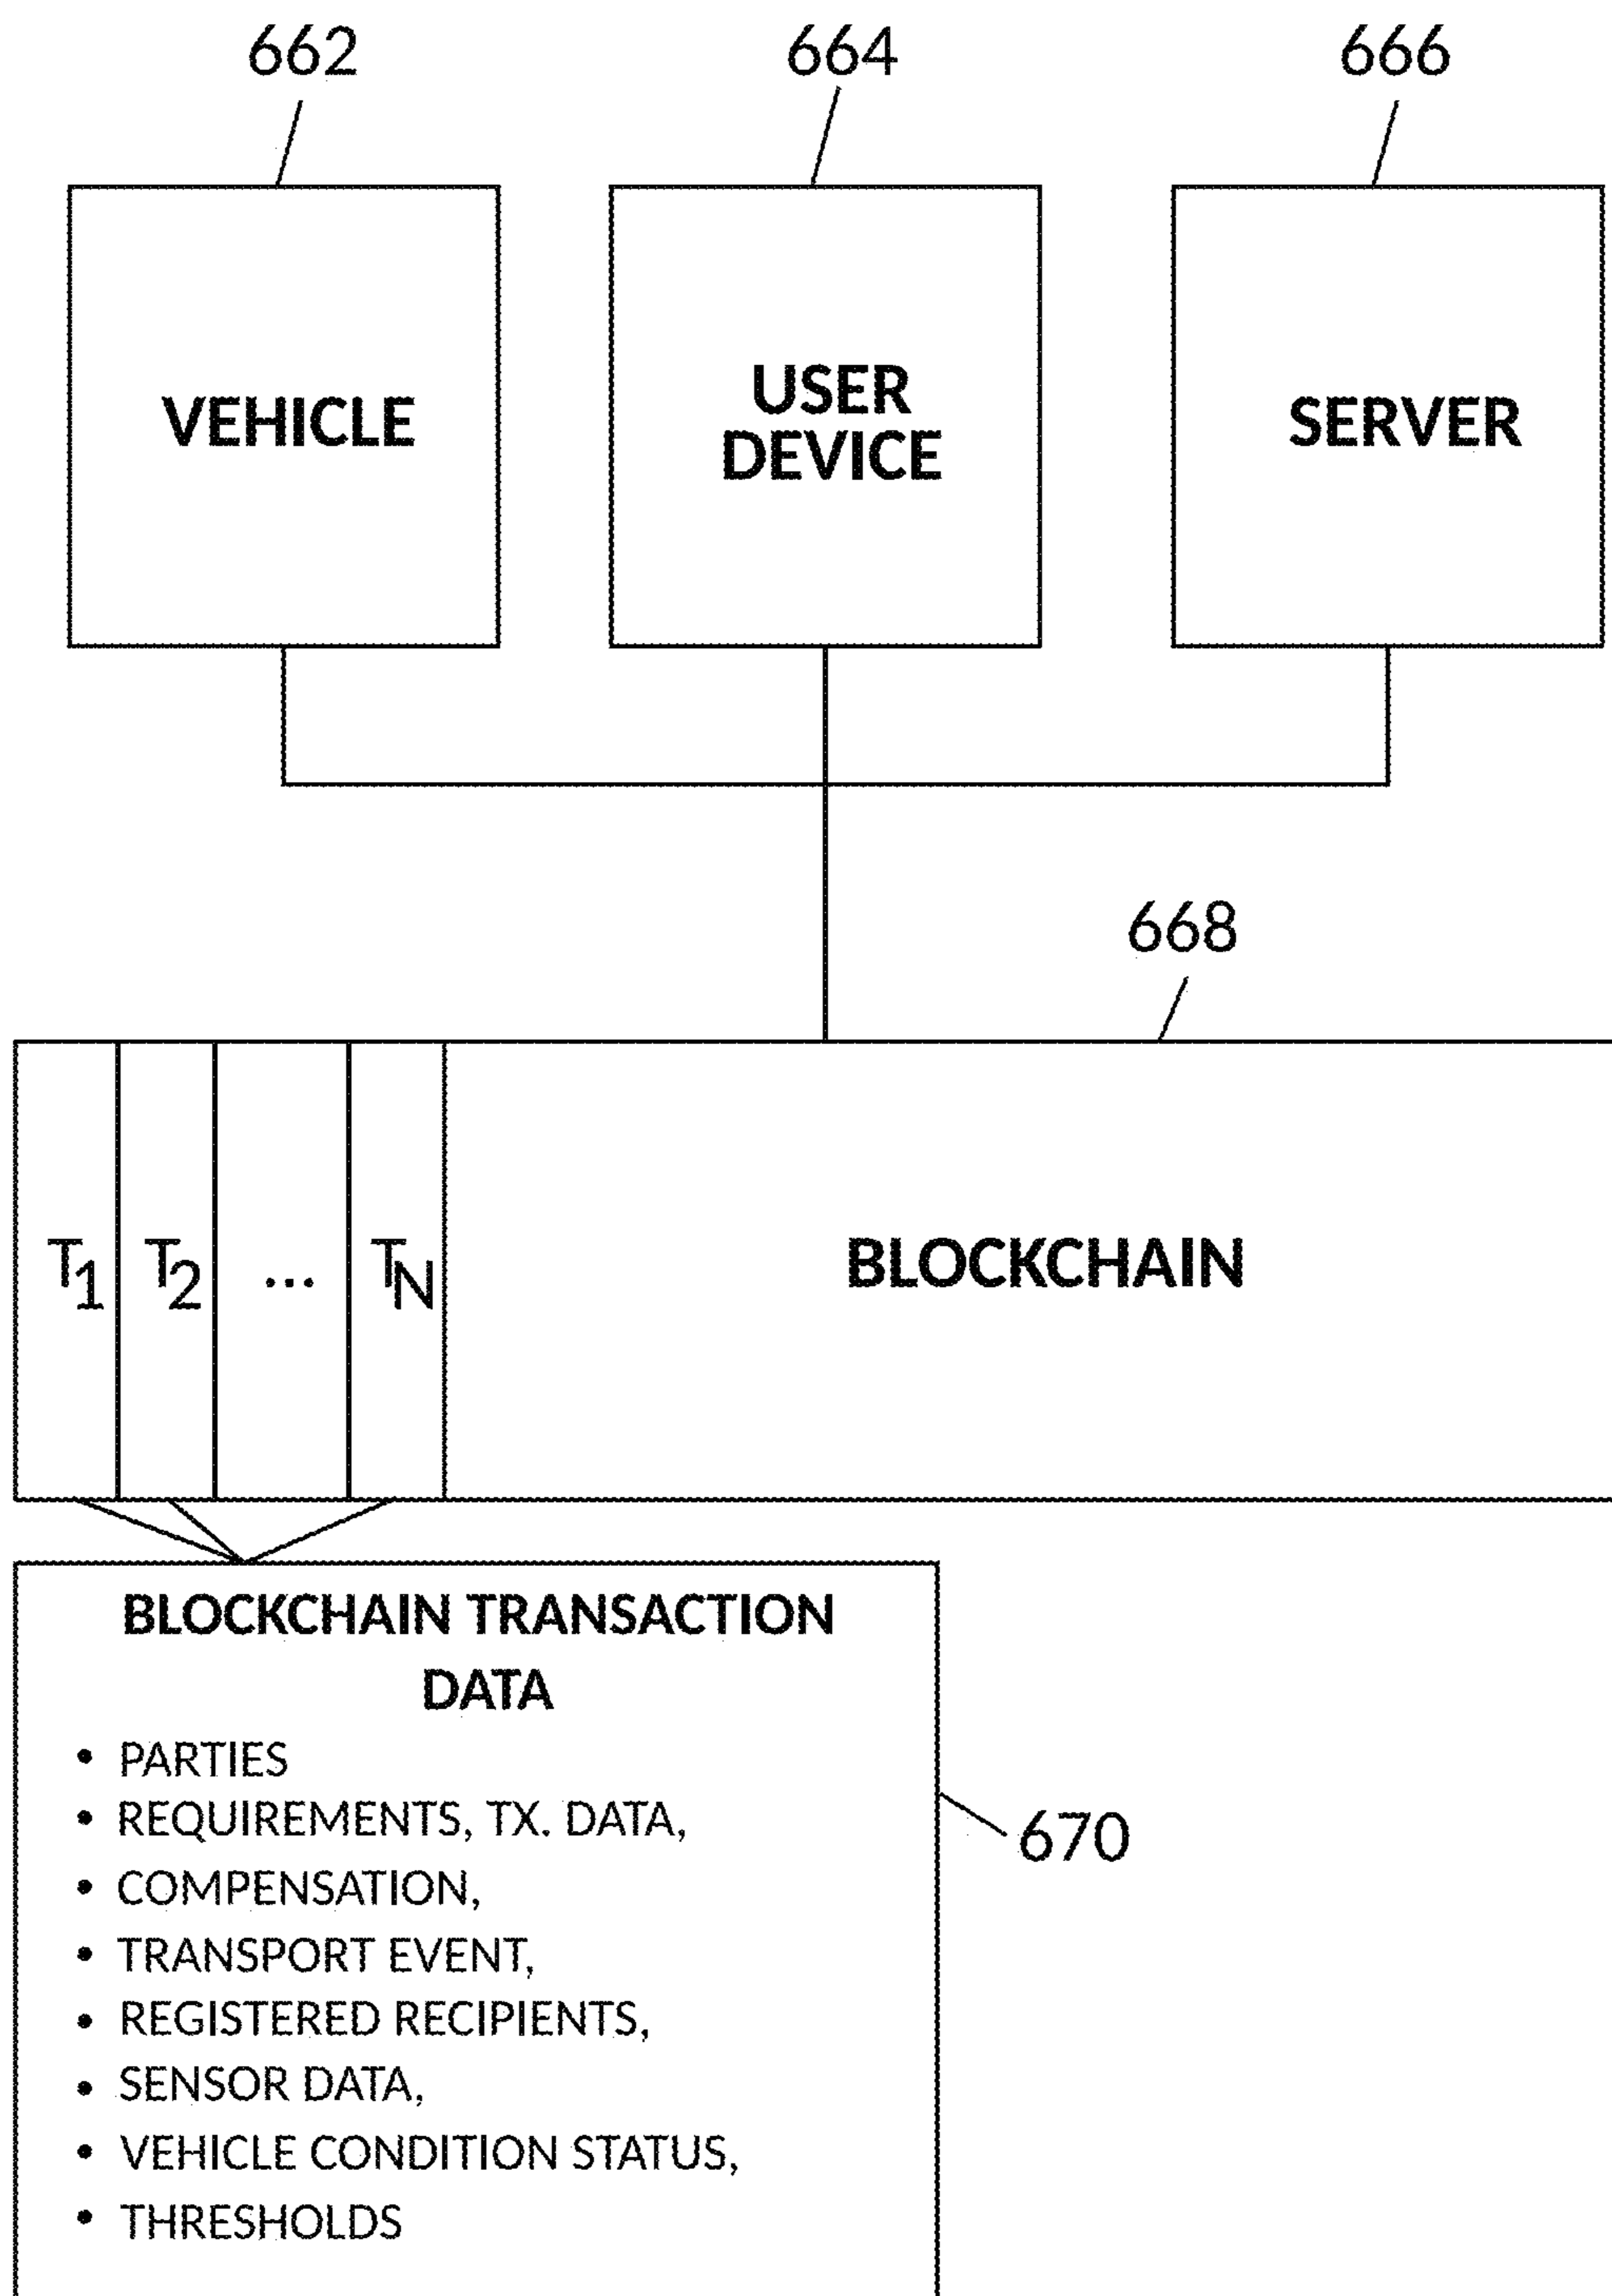 662
664
666
VEHICLE
USER
DEVICE
SERVER
668
T1
T2
...
TN
BLOCKCHAIN
BLOCKCHAIN TRANSACTION
DATA
• PARTIES
• REQUIREMENTS, TX. DATA,
• COMPENSATION,
• TRANSPORT EVENT,
• REGISTERED RECIPIENTS,
• SENSOR DATA,
• VEHICLE CONDITION STATUS,
• THRESHOLDS
670